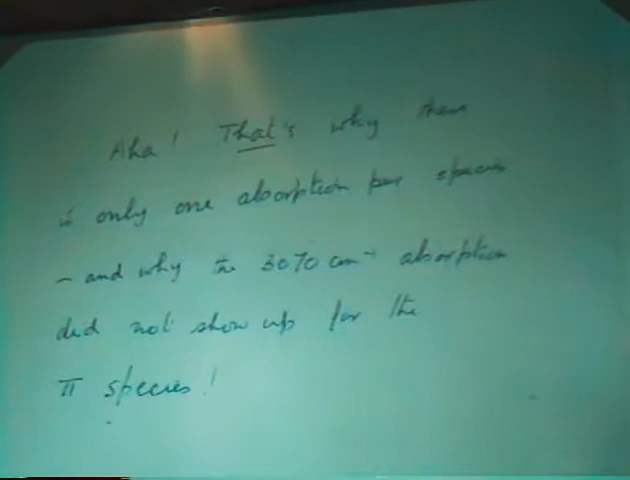 Aha! That's why there
is only one absorption per species
– and why the 3070 cm⁻¹ absorption
did not show up for the
II species!